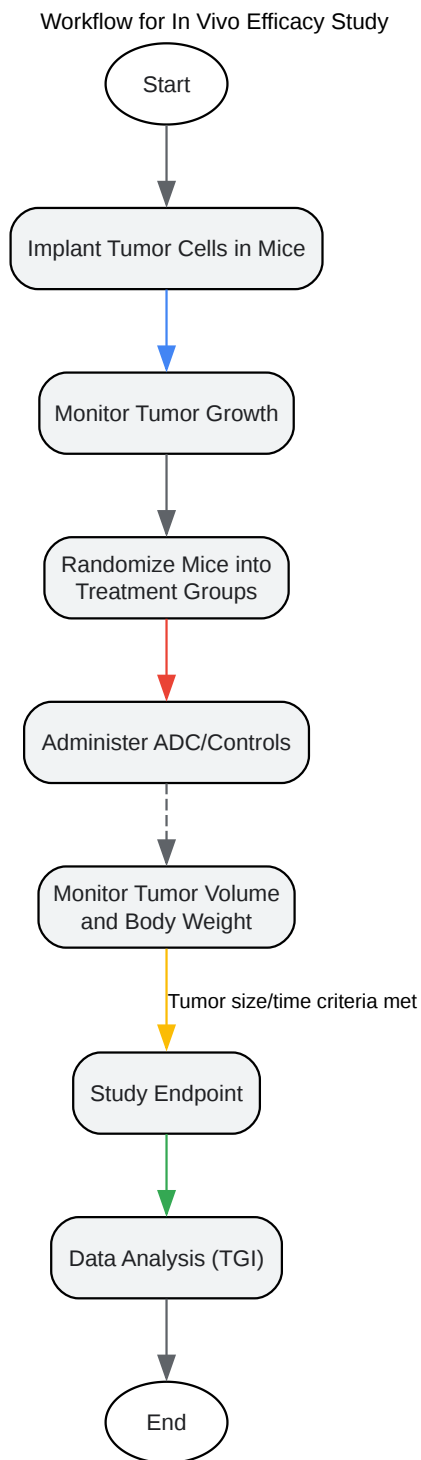 Workflow for In Vivo Efficacy Study
Start
Implant Tumor Cells in Mice
Monitor Tumor Growth
Randomize Mice into
Treatment Groups
Administer ADC/Controls
Monitor Tumor Volume
and Body Weight
Tumor size/time criteria met
Study Endpoint
Data Analysis (TGI)
End